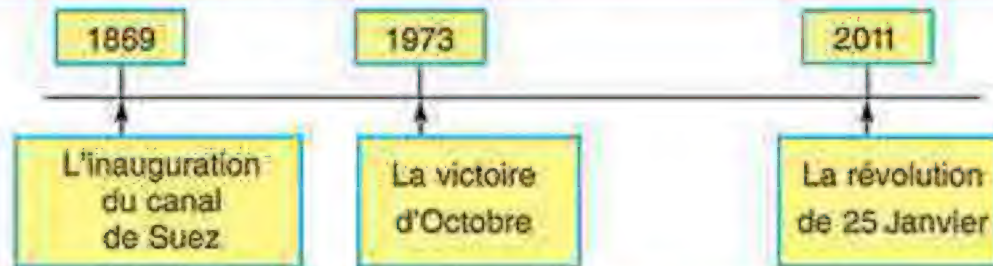 1869
1973
2011
L'inauguration
du canal
de Suez
La victoire
d'Octobre
La révolution
de 25 Janvier